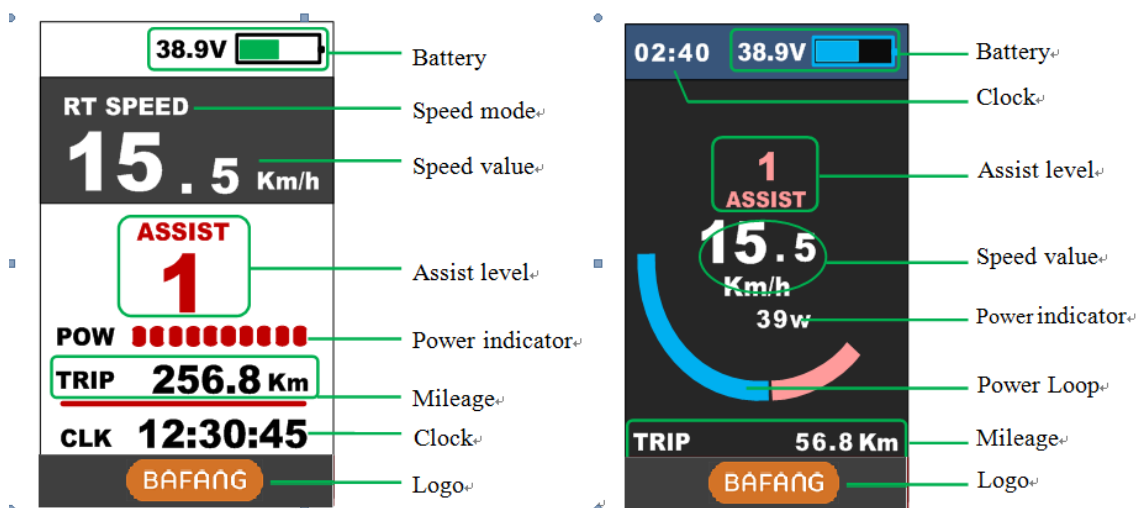 38.9V
Battery
RT SPEED
Speed mode
15.5 Km/h
Speed value
ASSIST
1
Assist level
POW
Power indicator
TRIP 256.8 Km
Mileage
CLK 12:30:45
Clock
BAFANG
Logo
02:40 38.9V
Battery
Clock
1
ASSIST
Assist level
15.5
Speed value
Km/h
39w
Power indicator
Power Loop
TRIP 56.8 Km
Mileage
BAFANG
Logo